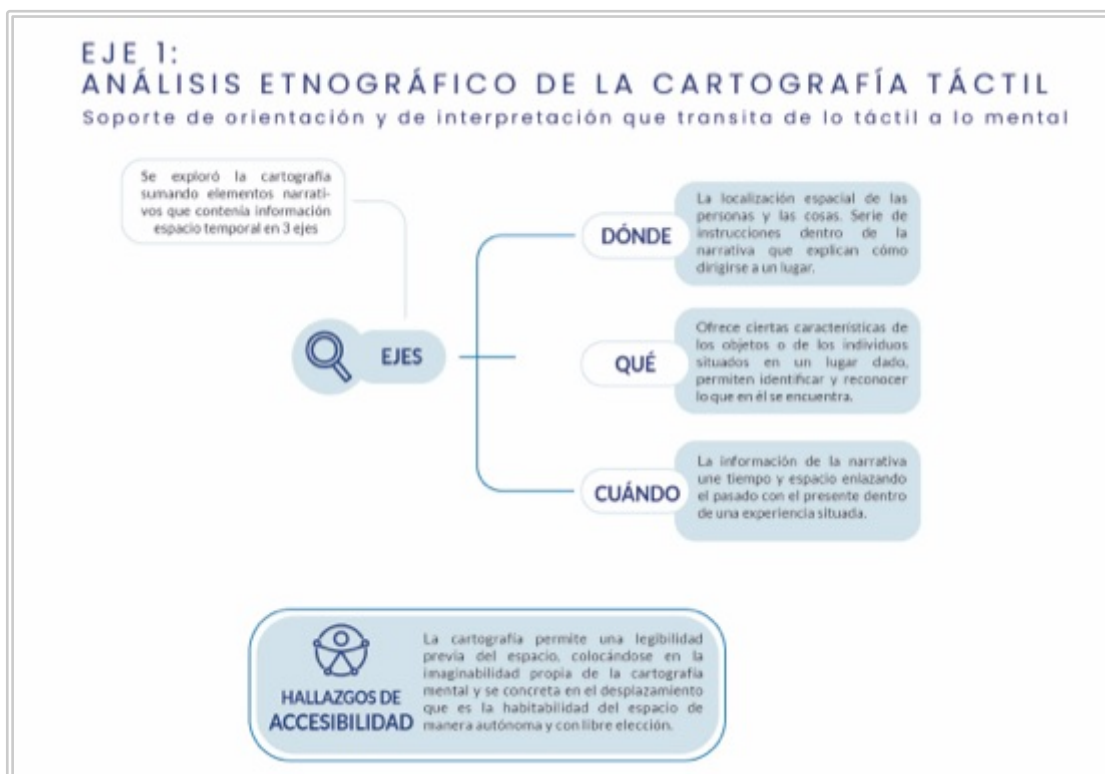 EJE 1:
ANÁLISIS ETNOGRÁFICO DE LA CARTOGRAFÍA TÁCTIL
Soporte de orientación y de interpretación que transita de lo táctil a lo mental
Se exploró la cartografía
sumando elementos narrati-
vos que contenía información
espacio temporal en 3 ejes
EJES
DÓNDE
La localización espacial de las
personas y las cosas. Serie de
instrucciones dentro de la
narrativa que explican cómo
dirigirse a un lugar.
QUÉ
Ofrece ciertas características de
los objetos o de los individuos
situados en un lugar dado,
permiten identificar y reconocer
lo que en él se encuentra.
CUÁNDO
La información de la narrativa
une tiempo y espacio enlazando
el pasado con el presente dentro
de una experiencia situada.
HALLAZGOS DE
ACCESIBILIDAD
La cartografía permite una legibilidad
previa del espacio, colocándose en la
imaginabilidad propia de la cartografía
mental y se concreta en el desplazamiento
que es la habitabilidad del espacio de
manera autónoma y con libre elección.